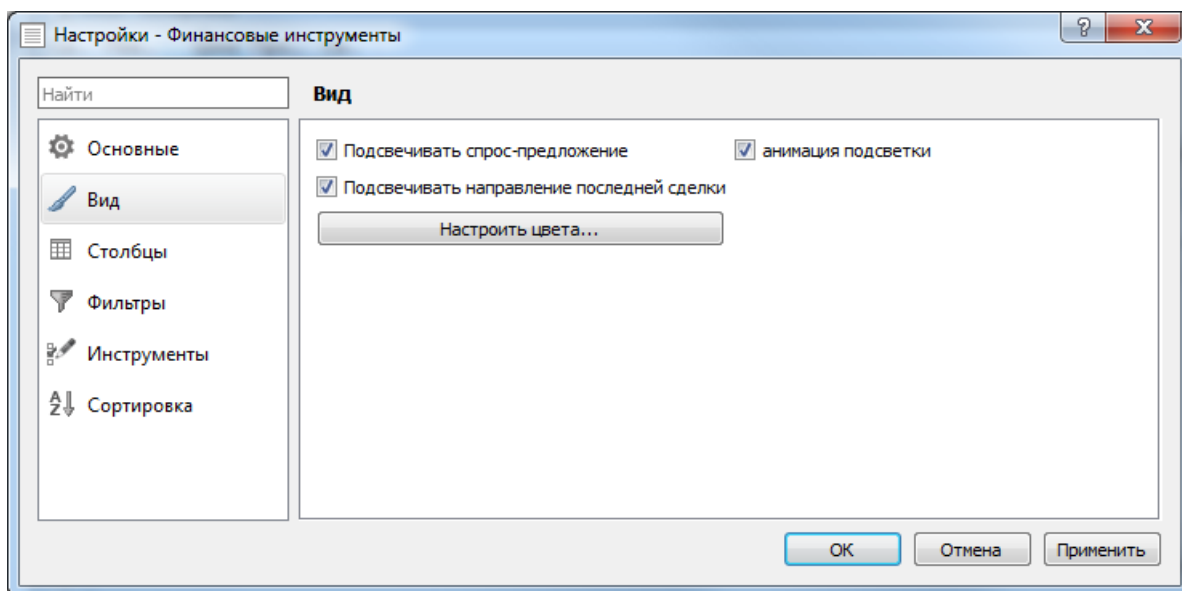 Настройки - Финансовые инструменты
Найти
Вид
Основные
Вид
Столбцы
Фильтры
Инструменты
Сортировка
Подсвечивать спрос-предложение
анимация подсветки
Подсвечивать направление последней сделки
Настроить цвета...
ОК
Отмена
Применить